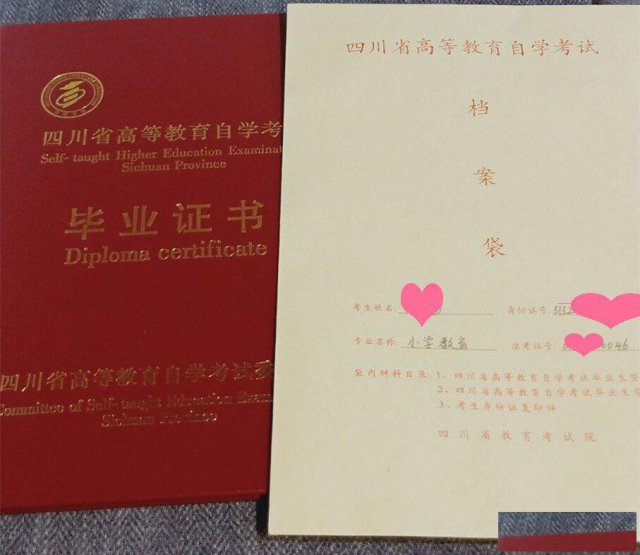 四川省高等教育自学考
Self- taught Higher Education Examinat
Sichuan Province
毕业证书
Diploma certificate
四川省高等教育自学考试委
Committee of Self- taught Education Exami
Sichuan Province
四川省高等教育自学考试
档
案
袋
考生姓名:
身份证号: 5132
专业名称: 小学教育
准考证号: 0046
袋内材料目录: 1、四川省高等教育自学考试毕业生登
2、四川省高等教育自学考试毕业生学
3、考生身份证复印件
四川省教育考试院